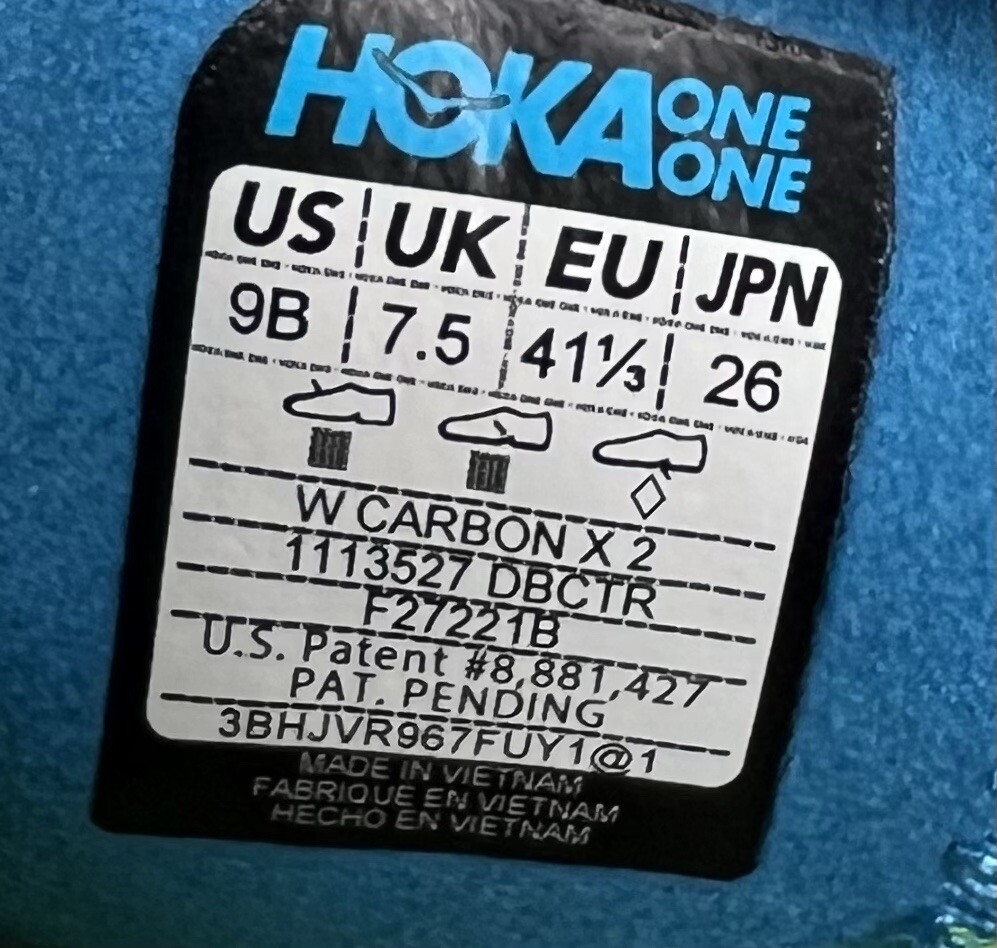 HOKA ONE ONE
US UK EU JPN
9B 7.5 41⅓ 26
W CARBON X 2
1113527 DBCTR
F27221B
U.S. Patent #8,881,427
PAT. PENDING
3BHJVR967FUY1@1
MADE IN VIETNAM
FABRIQUE EN VIETNAM
HECHO EN VIETNAM